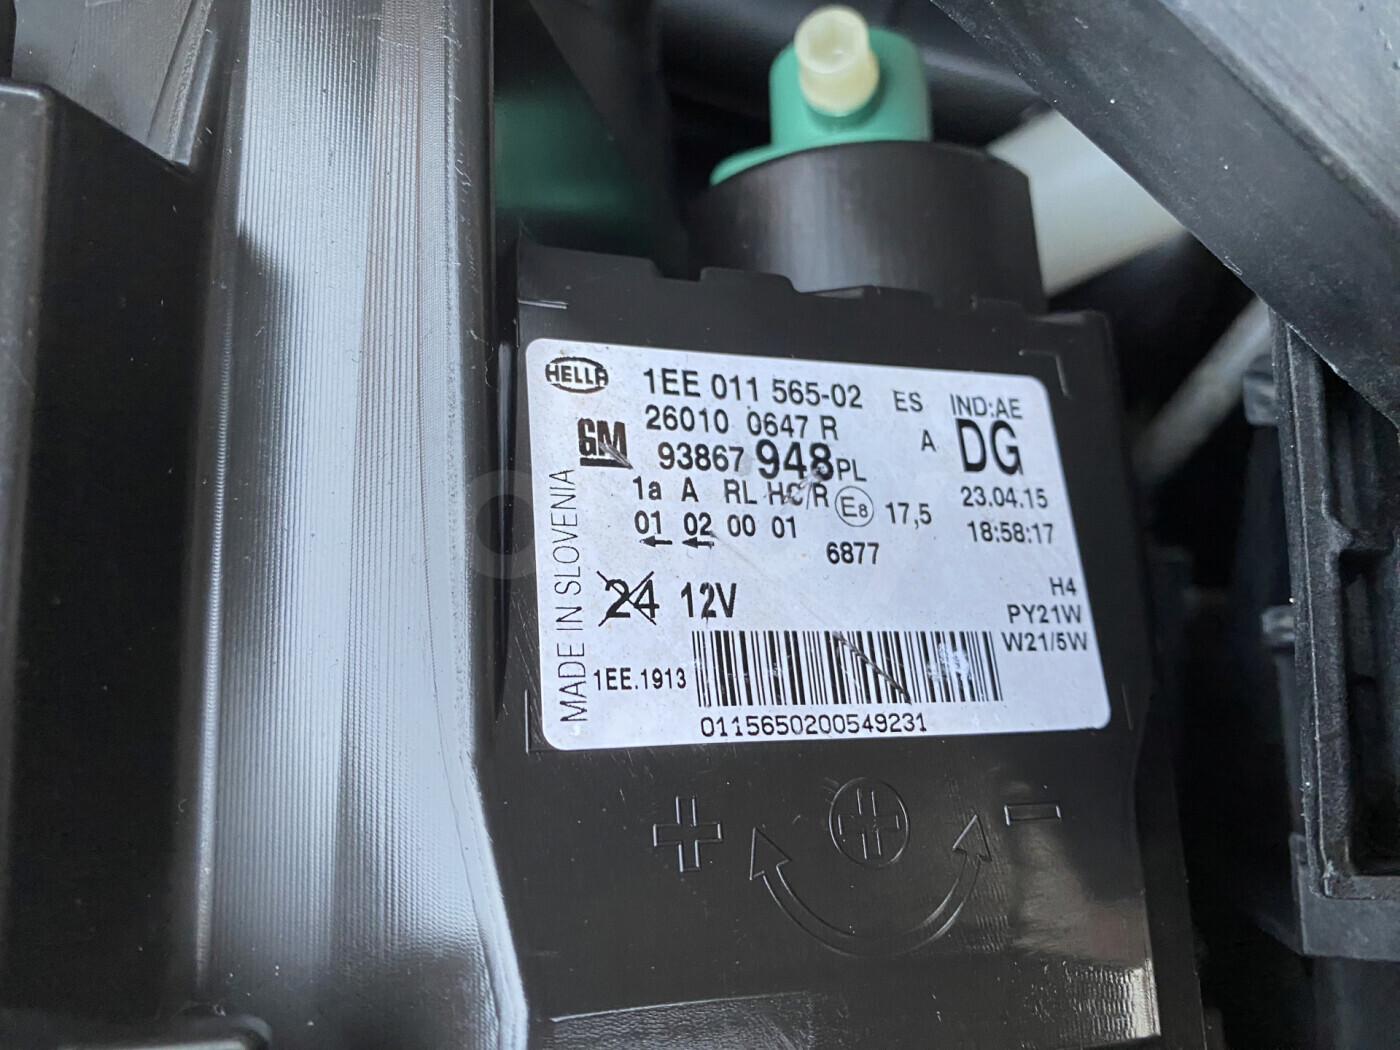 HELLA 1EE 011 565-02 ES IND:AE
26010 0647 R A DG
GM 93867 948 PL
1a A RL HC/R E8 17,5 23.04.15
01 02 00 01 18:58:17
6877
24 12V H4
PY21W
W21/5W
MADE IN SLOVENIA
1EE.1913
0115650200549231